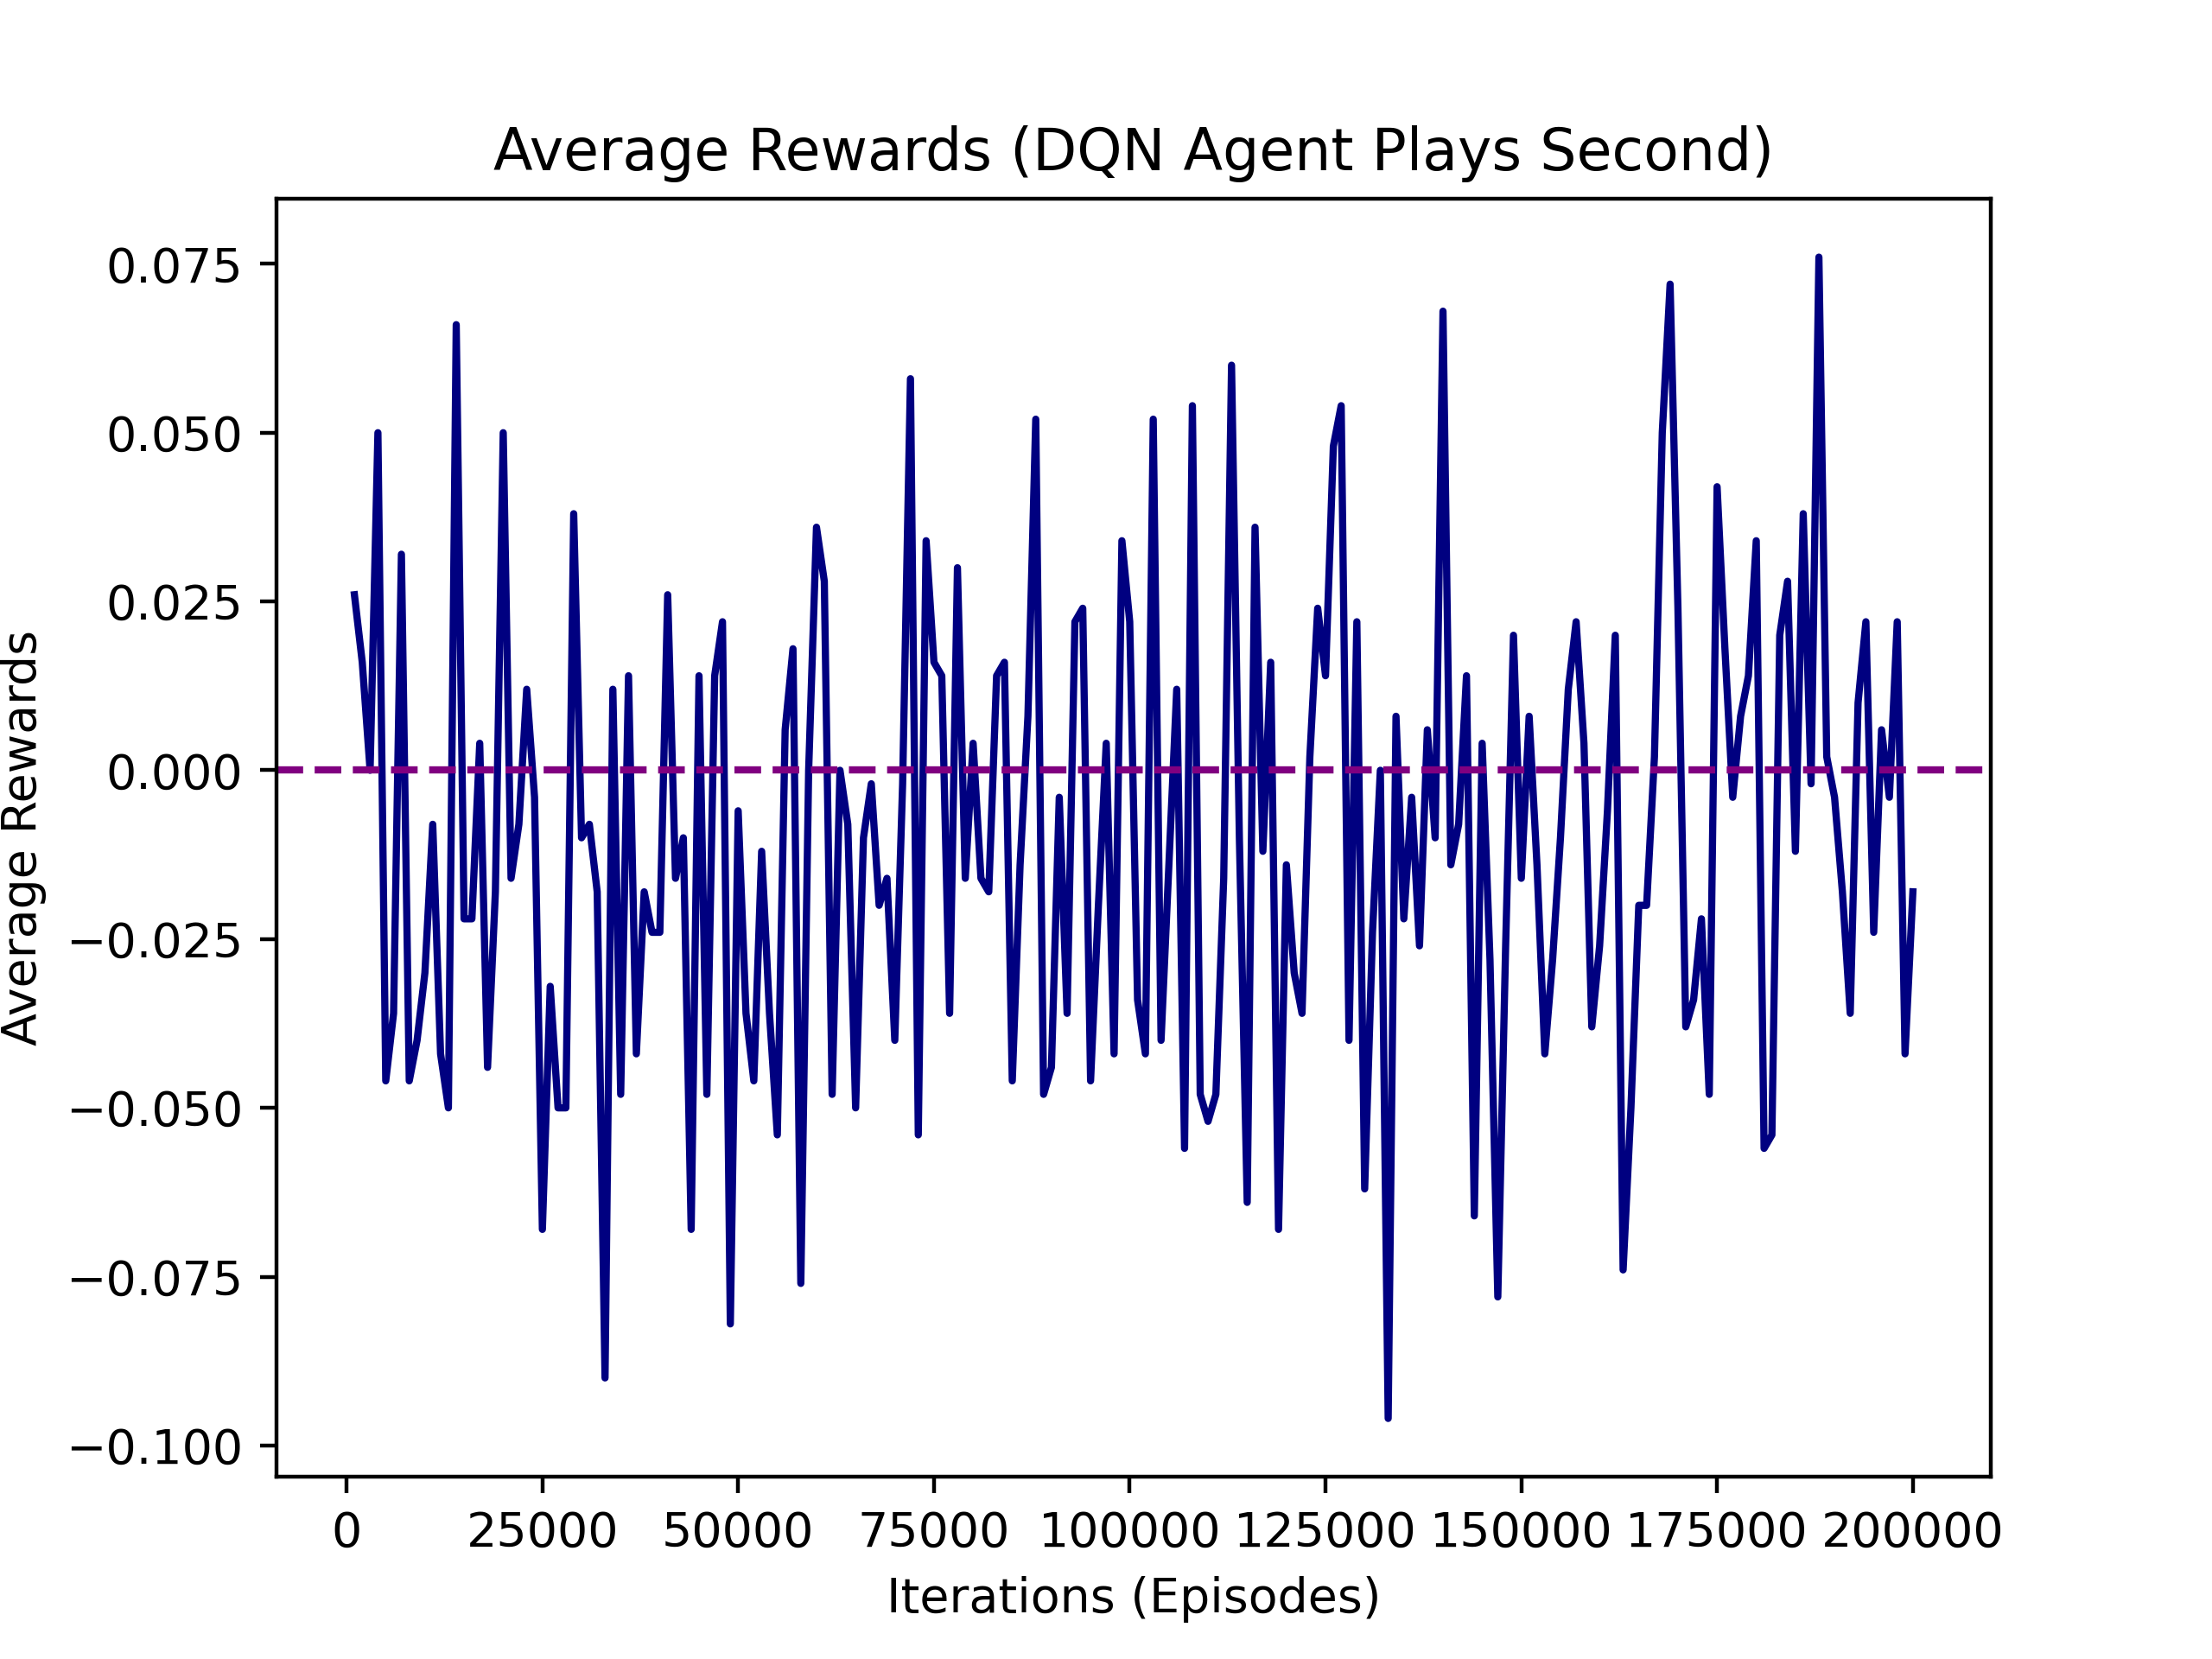 Average Rewards (DQN Agent Plays Second)
Average Rewards
0.075
0.050
0.025
0.000
−0.025
−0.050
−0.075
−0.100
0 25000 50000 75000 100000 125000 150000 175000 200000
Iterations (Episodes)